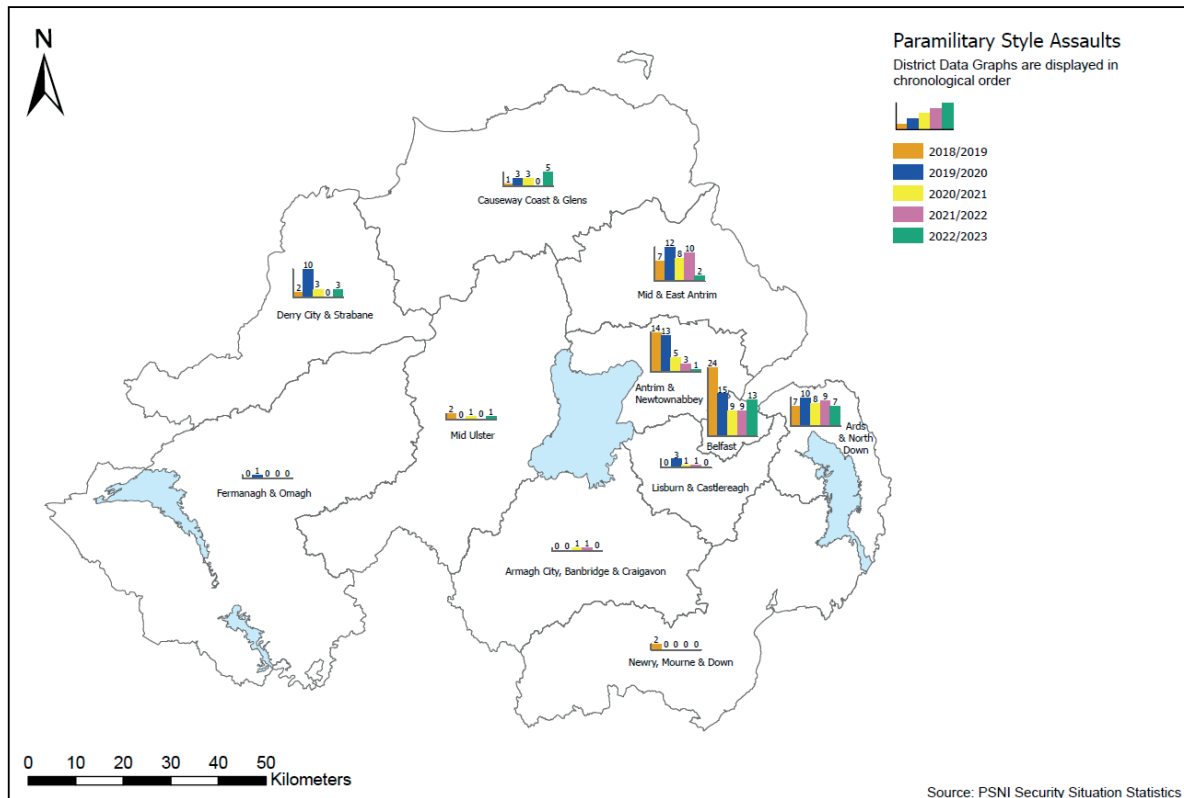 N
Paramilitary Style Assaults
District Data Graphs are displayed in
chronological order
2018/2019
2019/2020
2020/2021
2021/2022
2022/2023
1 3 3 0 5
Causeway Coast & Glens
7 12 8 10 2
Mid & East Antrim
2 10 3 0 3
Derry City & Strabane
14 13 5 3 1
Antrim &
Newtownabbey
24 15 9 9 13
Belfast
7 10 8 9 7
Ards
& North
Down
2 0 1 0 1
Mid Ulster
0 3 1 1 0
Lisburn & Castlereagh
0 1 0 0 0
Fermanagh & Omagh
0 0 1 1 0
Armagh City, Banbridge & Craigavon
2 0 0 0 0
Newry, Mourne & Down
0 10 20 30 40 50
Kilometers
Source: PSNI Security Situation Statistics